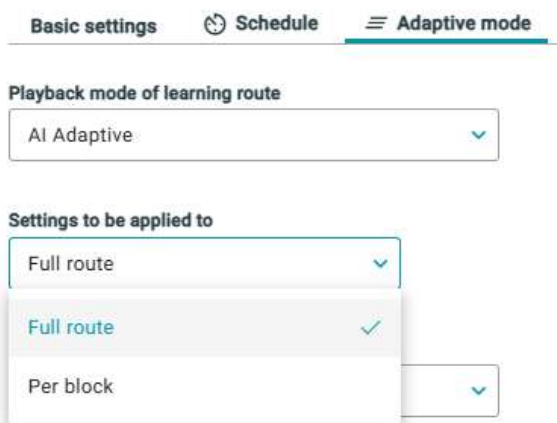 Basic settings Schedule Adaptive mode
Playback mode of learning route
AI Adaptive
Settings to be applied to
Full route
Full route
Per block